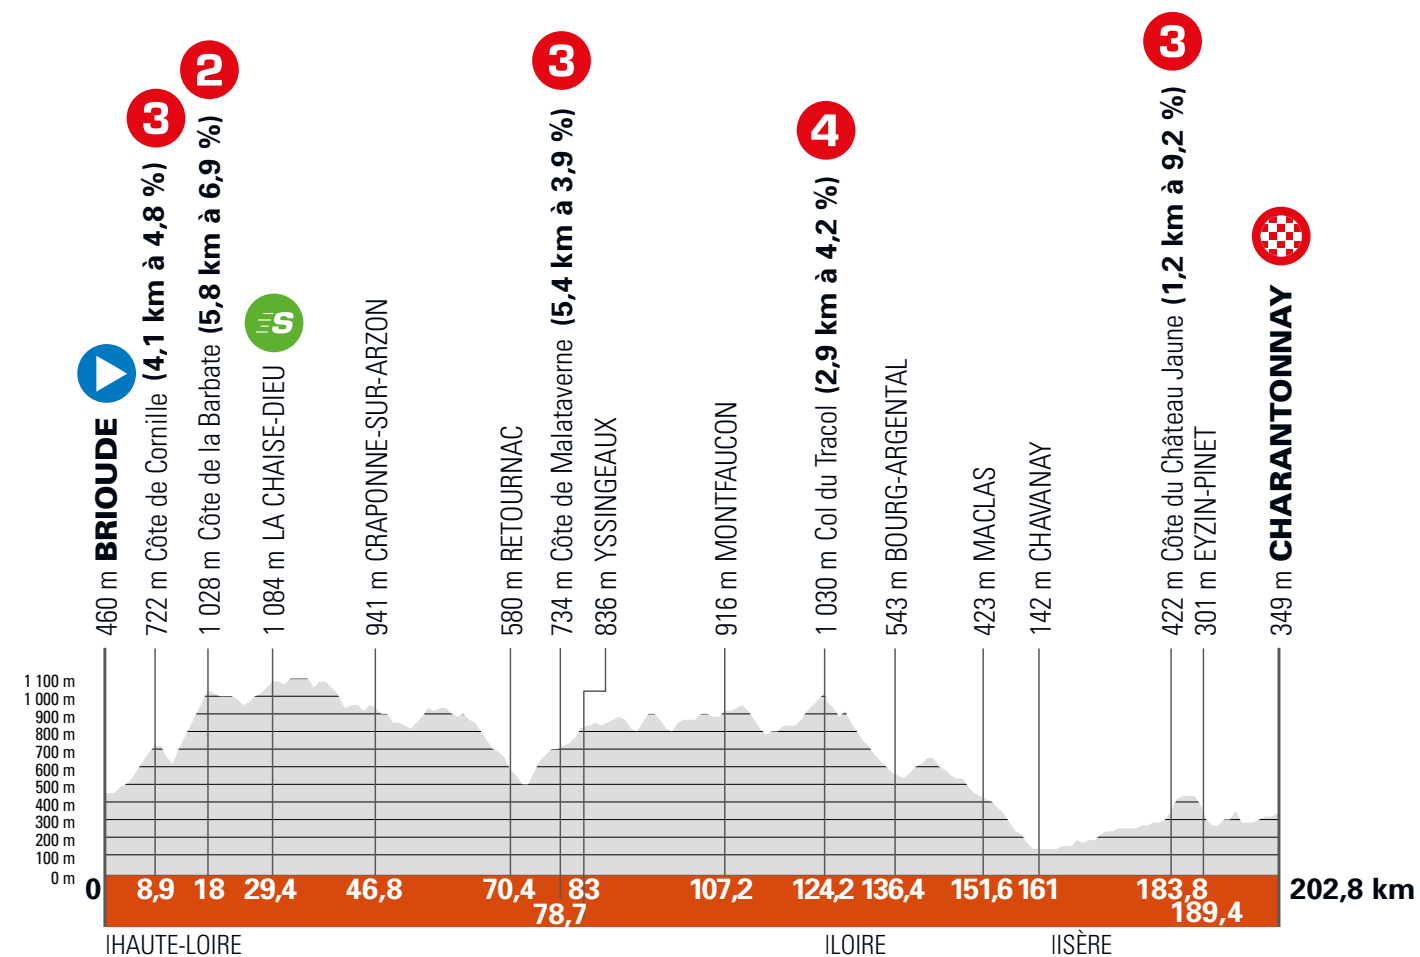 3
2
3
4
3
S
460 m BRIOUDE
722 m Côte de Cornille (4,1 km à 4,8 %)
1 028 m Côte de la Barbate (5,8 km à 6,9 %)
1 084 m LA CHAISE-DIEU
941 m CRAPONNE-SUR-ARZON
580 m RETOURNAC
734 m Côte de Malataverne (5,4 km à 3,9 %)
836 m YSSINGEAUX
916 m MONTFAUCON
1 030 m Col du Tracol (2,9 km à 4,2 %)
543 m BOURG-ARGENTAL
423 m MACLAS
142 m CHAVANAY
422 m Côte du Château Jaune (1,2 km à 9,2 %)
301 m EYZIN-PINET
349 m CHARANTONNAY
1 100 m
1 000 m
900 m
800 m
700 m
600 m
500 m
400 m
300 m
200 m
100 m
0 m
0 8,9 18 29,4 46,8 70,4 83 107,2 124,2 136,4 151,6 161 183,8 202,8 km
78,7 189,4
HAUTE-LOIRE LOIRE ISÈRE